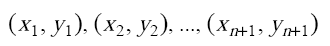 (x₁, y₁), (x₂, y₂), ..., (xₙ₊₁, yₙ₊₁)